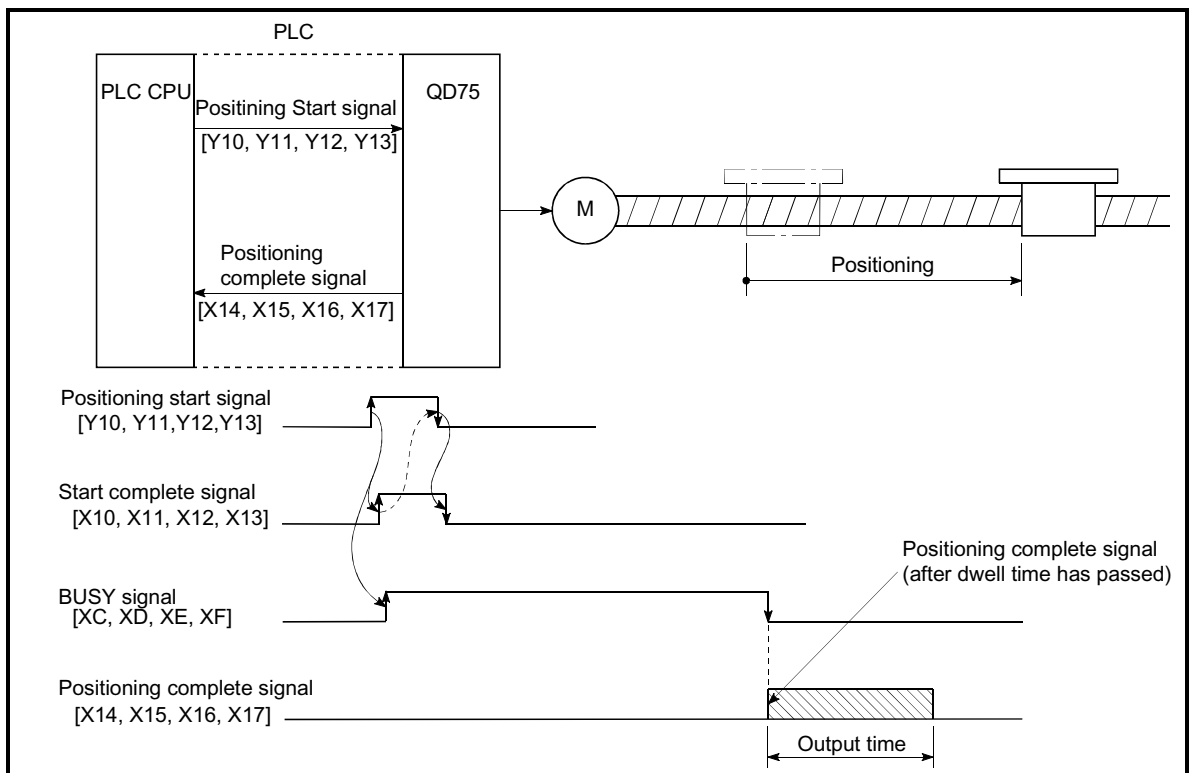 PLC
PLC CPU
QD75
Positining Start signal
[Y10, Y11, Y12, Y13]
M
Positioning
complete signal
[X14, X15, X16, X17]
Positioning
Positioning start signal
[Y10, Y11,Y12,Y13]
Start complete signal
[X10, X11, X12, X13]
Positioning complete signal
(after dwell time has passed)
BUSY signal
[XC, XD, XE, XF]
Positioning complete signal
[X14, X15, X16, X17]
Output time